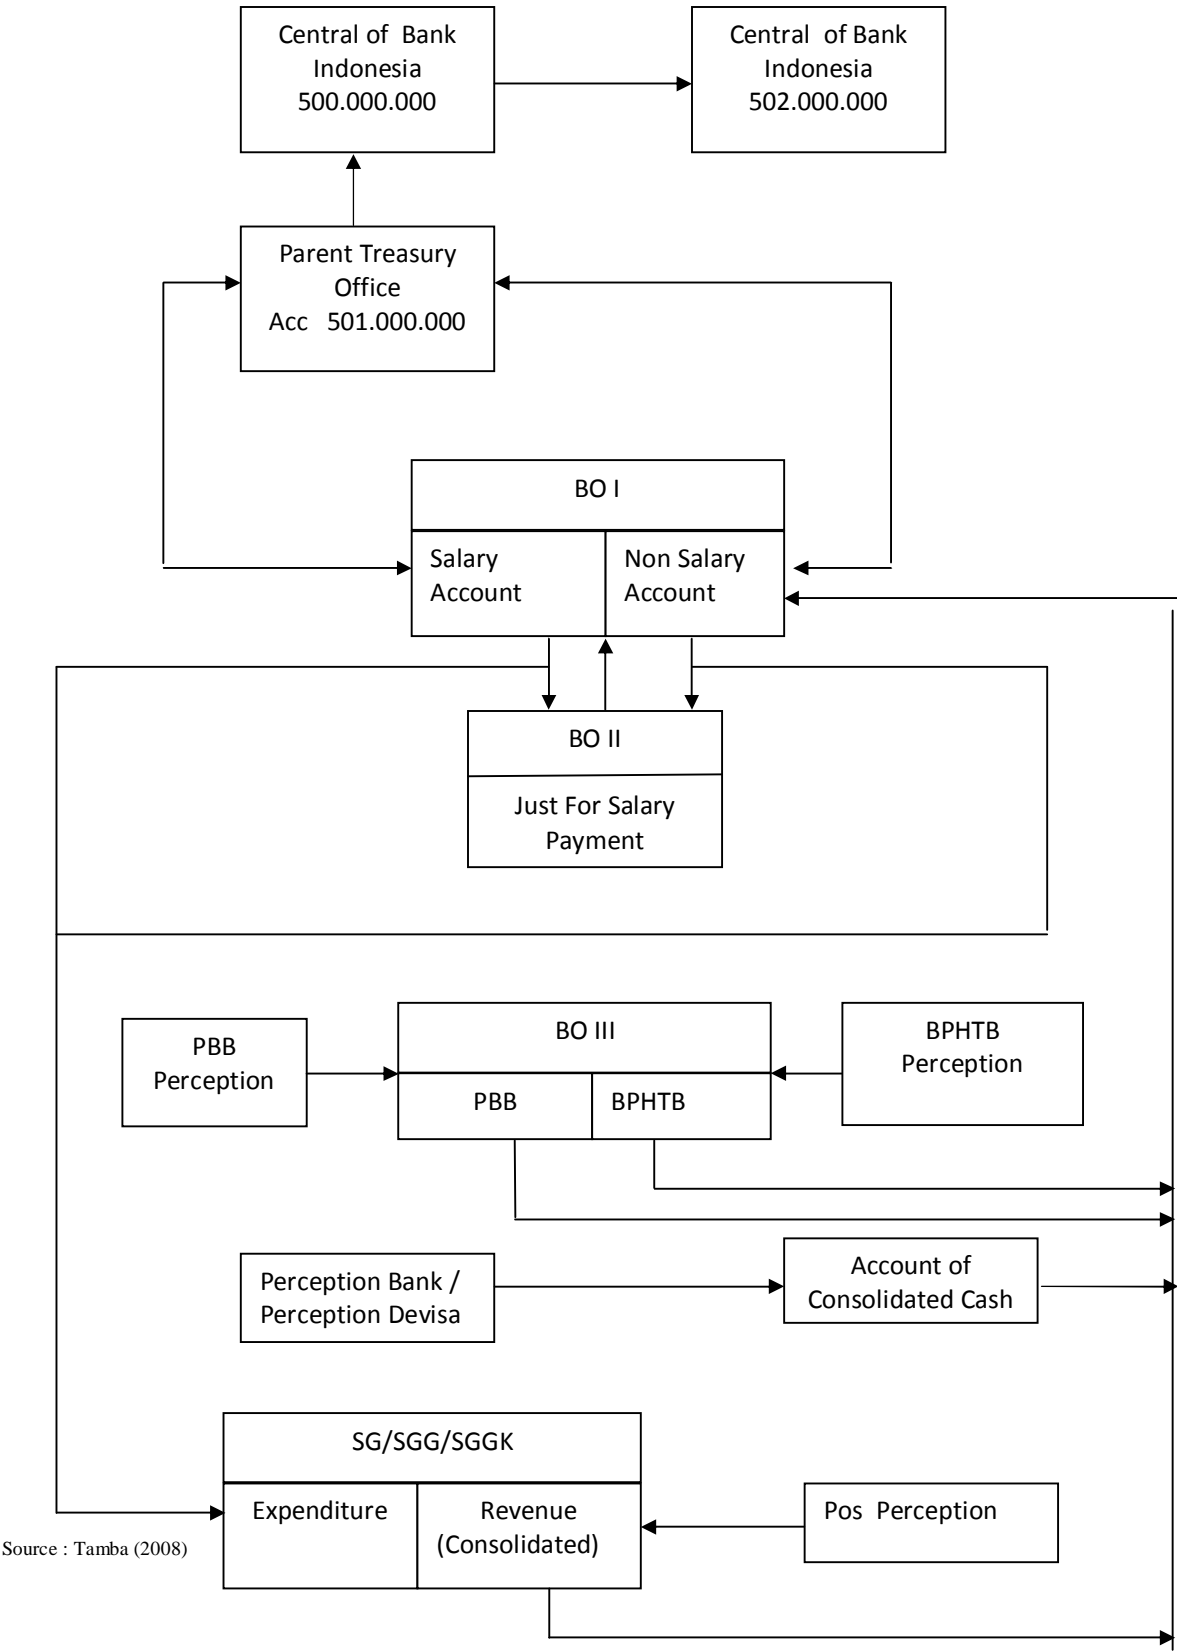 Central of Bank
Indonesia
500.000.000
Central of Bank
Indonesia
502.000.000
Parent Treasury
Office
Acc 501.000.000
BO I
Salary
Account
Non Salary
Account
BO II
Just For Salary
Payment
PBB
Perception
BO III
PBB
BPHTB
BPHTB
Perception
Perception Bank /
Perception Devisa
Account of
Consolidated Cash
SG/SGG/SGGK
Expenditure
Revenue
(Consolidated)
Pos Perception
Source : Tamba (2008)